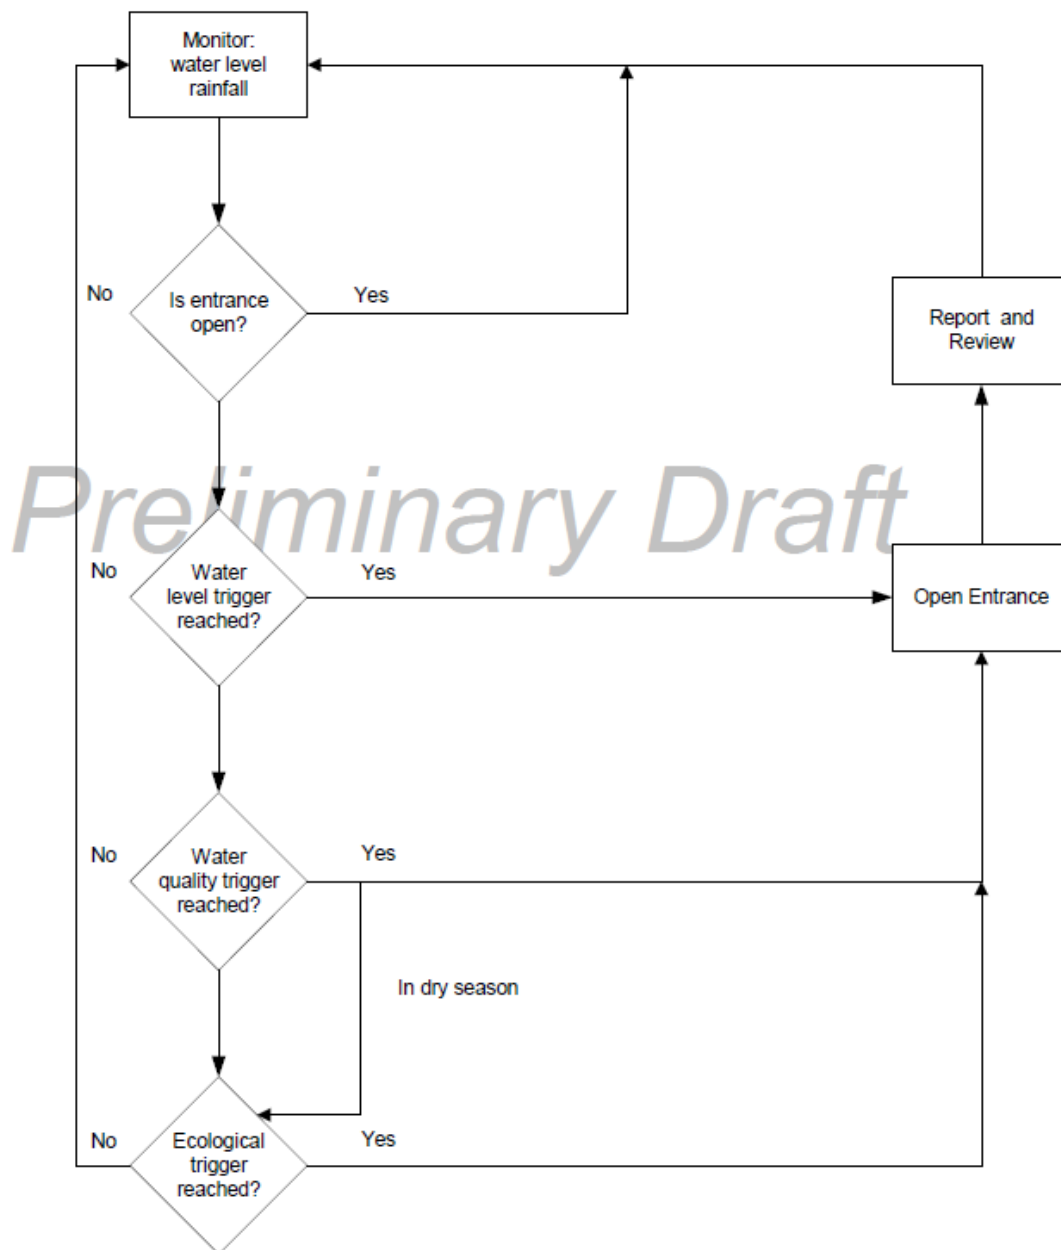 Monitor:
water level
rainfall
No
Is entrance
open?
Yes
Report and
Review
Preliminary Draft
No
Water
level trigger
reached?
Yes
Open Entrance
No
Water
quality trigger
reached?
Yes
In dry season
No
Ecological
trigger
reached?
Yes